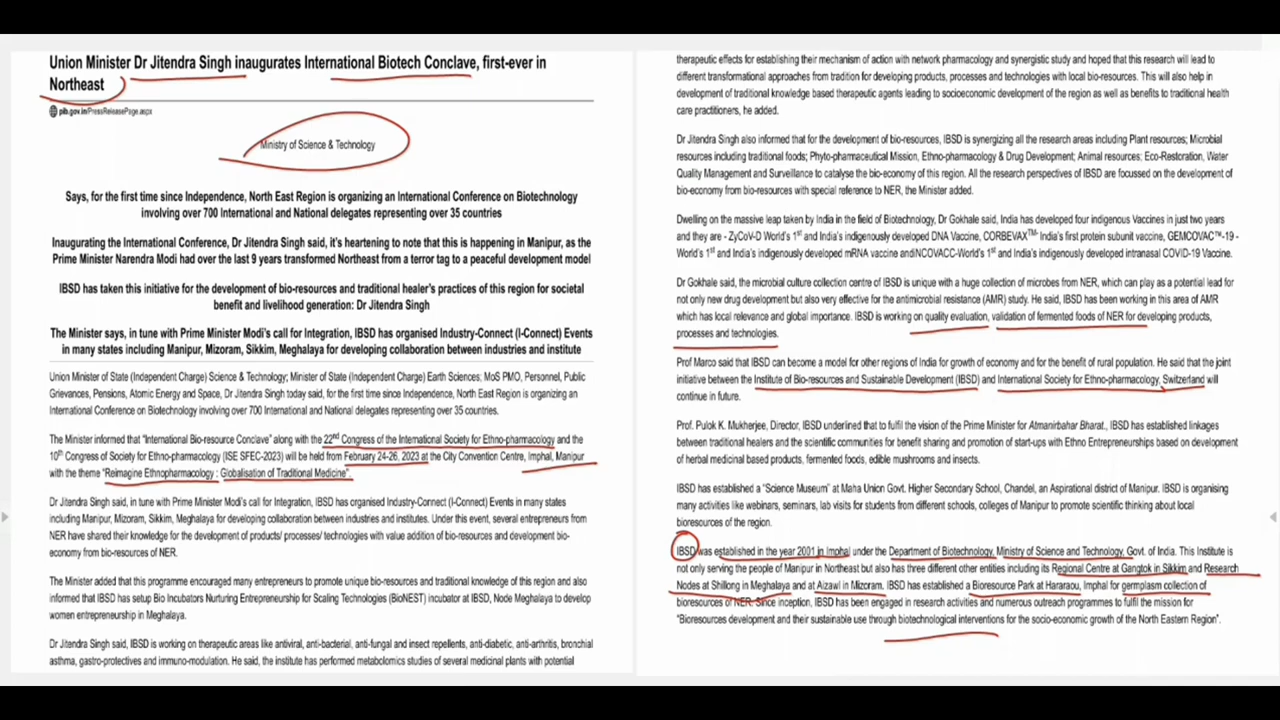 Union Minister Dr Jitendra Singh inaugurates International Biotech Conclave, first-ever in
Northeast
pib.gov.in/PressReleasePage.aspx
Ministry of Science & Technology
Says, for the first time since Independence, North East Region is organizing an International Conference on Biotechnology
involving over 700 International and National delegates representing over 35 countries
Inaugurating the International Conference, Dr Jitendra Singh said, it's heartening to note that this is happening in Manipur, as the
Prime Minister Narendra Modi had over the last 9 years transformed Northeast from a terror tag to a peaceful development model
IBSD has taken this initiative for the development of bio-resources and traditional healer's practices of this region for societal
benefit and livelihood generation: Dr Jitendra Singh
The Minister says, in tune with Prime Minister Modi's call for Integration, IBSD has organised Industry-Connect (I-Connect) Events
in many states including Manipur, Mizoram, Sikkim, Meghalaya for developing collaboration between industries and institute
Union Minister of State (Independent Charge) Science & Technology; Minister of State (Independent Charge) Earth Sciences; MoS PMO, Personnel, Public
Grievances, Pensions, Atomic Energy and Space, Dr Jitendra Singh today said, for the first time since Independence, North East Region is organizing an
International Conference on Biotechnology involving over 700 International and National delegates representing over 35 countries.
The Minister informed that "International Bio-resource Conclave" along with the 22nd Congress of the International Society for Ethno-pharmacology and the
10th Congress of Society for Ethno-pharmacology (ISE SFEC-2023) will be held from February 24-26, 2023 at the City Convention Centre, Imphal, Manipur
with the theme "Reimagine Ethnopharmacology : Globalisation of Traditional Medicine".
Dr Jitendra Singh said, in tune with Prime Minister Modi's call for Integration, IBSD has organised Industry-Connect (I-Connect) Events in many states
including Manipur, Mizoram, Sikkim, Meghalaya for developing collaboration between industries and institutes. Under this event, several entrepreneurs from
NER have shared their knowledge for the development of products/ processes/ technologies with value addition of bio-resources and development bio-
economy from bio-resources of NER.
The Minister added that this programme encouraged many entrepreneurs to promote unique bio-resources and traditional knowledge of this region and also
informed that IBSD has setup Bio Incubators Nurturing Entrepreneurship for Scaling Technologies (BioNEST) incubator at IBSD, Node Meghalaya to develop
women entrepreneurship in Meghalaya.
Dr Jitendra Singh said, IBSD is working on therapeutic areas like antiviral, anti-bacterial, anti-fungal and insect repellents, anti-diabetic, anti-arthritis, bronchial
asthma, gastro-protectives and immuno-modulation. He said, the institute has performed metabolomics studies of several medicinal plants with potential
therapeutic effects for establishing their mechanism of action with network pharmacology and synergistic study and hoped that this research will lead to
different transformational approaches from tradition for developing products, processes and technologies with local bio-resources. This will also help in
development of traditional knowledge based therapeutic agents leading to socioeconomic development of the region as well as benefits to traditional health
care practitioners, he added.
Dr Jitendra Singh also informed that for the development of bio-resources, IBSD is synergizing all the research areas including Plant resources; Microbial
resources including traditional foods; Phyto-pharmaceutical Mission, Ethno-pharmacology & Drug Development; Animal resources: Eco-Restoration, Water
Quality Management and Surveillance to catalyse the bio-economy of this region. All the research perspectives of IBSD are focussed on the development of
bio-economy from bio-resources with special reference to NER, the Minister added.
Dwelling on the massive leap taken by India in the field of Biotechnology, Dr Gokhale said, India has developed four indigenous Vaccines in just two years
and they are - ZyCoV-D World's 1st and India's indigenously developed DNA Vaccine, CORBEVAXTM- India's first protein subunit vaccine, GEMCOVAC™-19 -
World's 1st and India's indigenously developed mRNA vaccine andiNCOVACC-World's 1st and India's indigenously developed intranasal COVID-19 Vaccine.
Dr Gokhale said, the microbial culture collection centre of IBSD is unique with a huge collection of microbes from NER, which can play as a potential lead for
not only new drug development but also very effective for the antimicrobial resistance (AMR) study. He said, IBSD has been working in this area of AMR
which has local relevance and global importance. IBSD is working on quality evaluation, validation of fermented foods of NER for developing products,
processes and technologies.
Prof Marco said that IBSD can become a model for other regions of India for growth of economy and for the benefit of rural population. He said that the joint
initiative between the Institute of Bio-resources and Sustainable Development (IBSD) and International Society for Ethno-pharmacology, Switzerland will
continue in future.
Prof. Pulok K. Mukherjee, Director, IBSD underlined that to fulfil the vision of the Prime Minister for Atmanirbahar Bharat., IBSD has established linkages
between traditional healers and the scientific communities for benefit sharing and promotion of start-ups with Ethno Entrepreneurships based on development
of herbal medicinal based products, fermented foods, edible mushrooms and insects.
IBSD has established a "Science Museum" at Maha Union Govt. Higher Secondary School, Chandel, an Aspirational district of Manipur. IBSD is organising
many activities like webinars, seminars, lab visits for students from different schools, colleges of Manipur to promote scientific thinking about local
bioresources of the region.
IBSD was established in the year 2001 in Imphal under the Department of Biotechnology, Ministry of Science and Technology, Govt. of India. This Institute is
not only serving the people of Manipur in Northeast but also has three different other entities including its Regional Centre at Gangtok in Sikkim and Research
Nodes at Shillong in Meghalaya and at Aizawl in Mizoram, IBSD has established a Bioresource Park at Hararaou, Imphal for germplasm collection of
bioresources of NER. Since inception, IBSD has been engaged in research activities and numerous outreach programmes to fulfil the mission for
"Bioresources development and their sustainable use through biotechnological interventions for the socio-economic growth of the North Eastern Region".